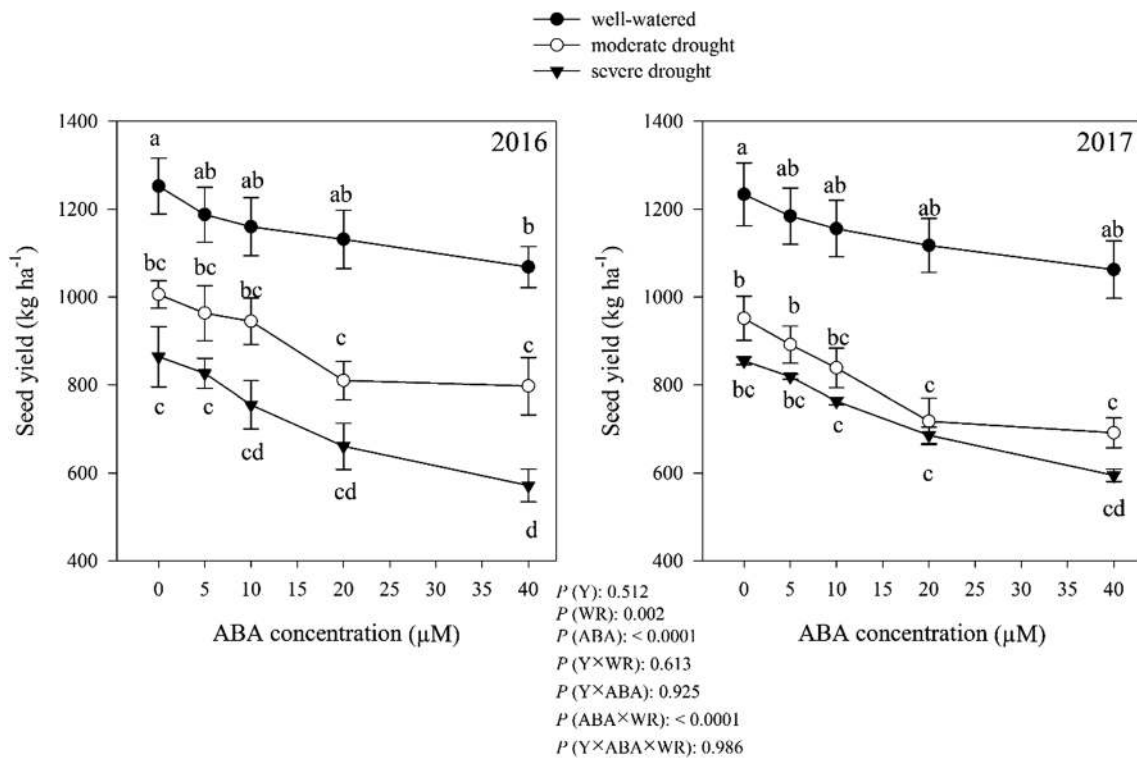 well-watered
moderate drought
severe drought
2016
1400
1200
1000
800
600
400
Seed yield (kg ha⁻¹)
a
ab
ab
ab
b
bc
bc
bc
c
c
c
c
cd
cd
d
0 5 10 15 20 25 30 35 40
ABA concentration (µM)
2017
1400
1200
1000
800
600
400
Seed yield (kg ha⁻¹)
a
ab
ab
ab
ab
b
b
bc
c
c
bc
bc
c
c
cd
0 5 10 15 20 25 30 35 40
ABA concentration (µM)
P (Y): 0.512
P (WR): 0.002
P (ABA): < 0.0001
P (Y×WR): 0.613
P (Y×ABA): 0.925
P (ABA×WR): < 0.0001
P (Y×ABA×WR): 0.986